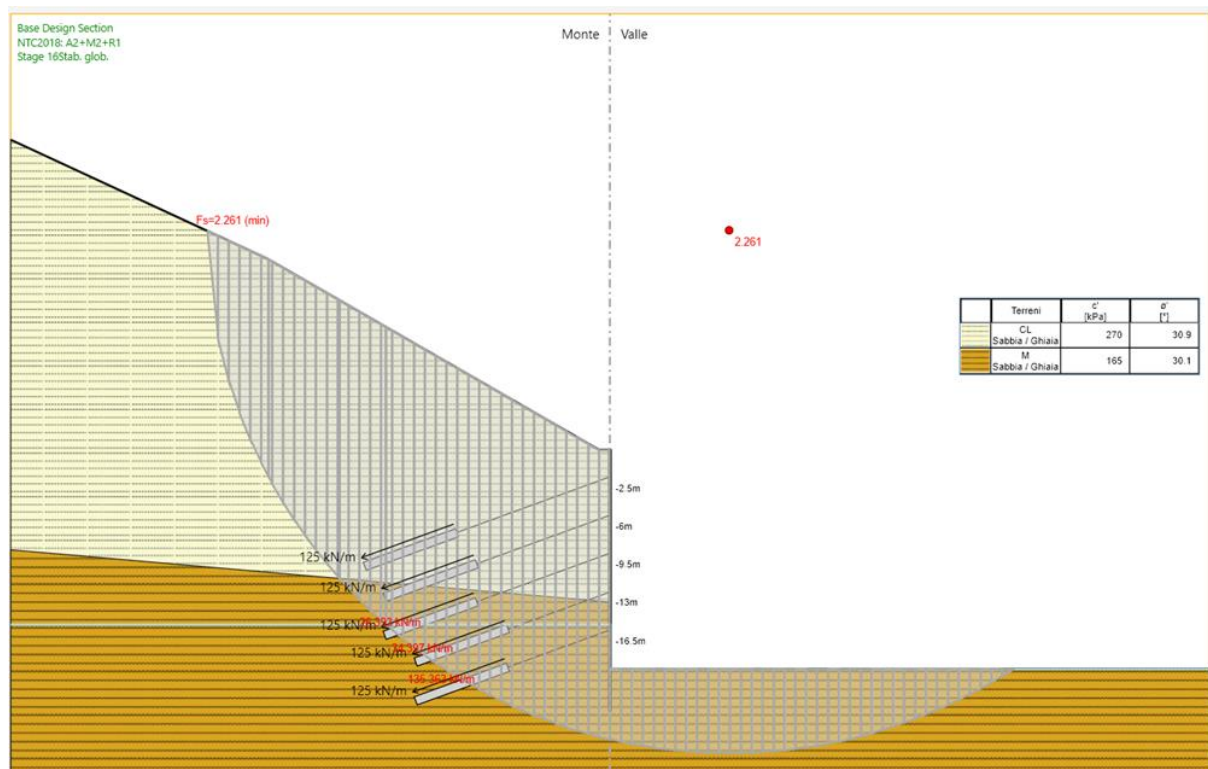 Base Design Section
NTC2018: A2+M2+R1
Stage 16Stab. glob.
Monte
Valle
Fs=2.261 (min)
2.261
Terreni c' [kPa] ø' [°]
CL
Sabbia / Ghiaia 270 30.9
M
Sabbia / Ghiaia 165 30.1
-2.5m
-6m
-9.5m
-13m
-16.5m
125 kN/m
125 kN/m
125 kN/m
kN/m
125 kN/m
kN/m
125 kN/m